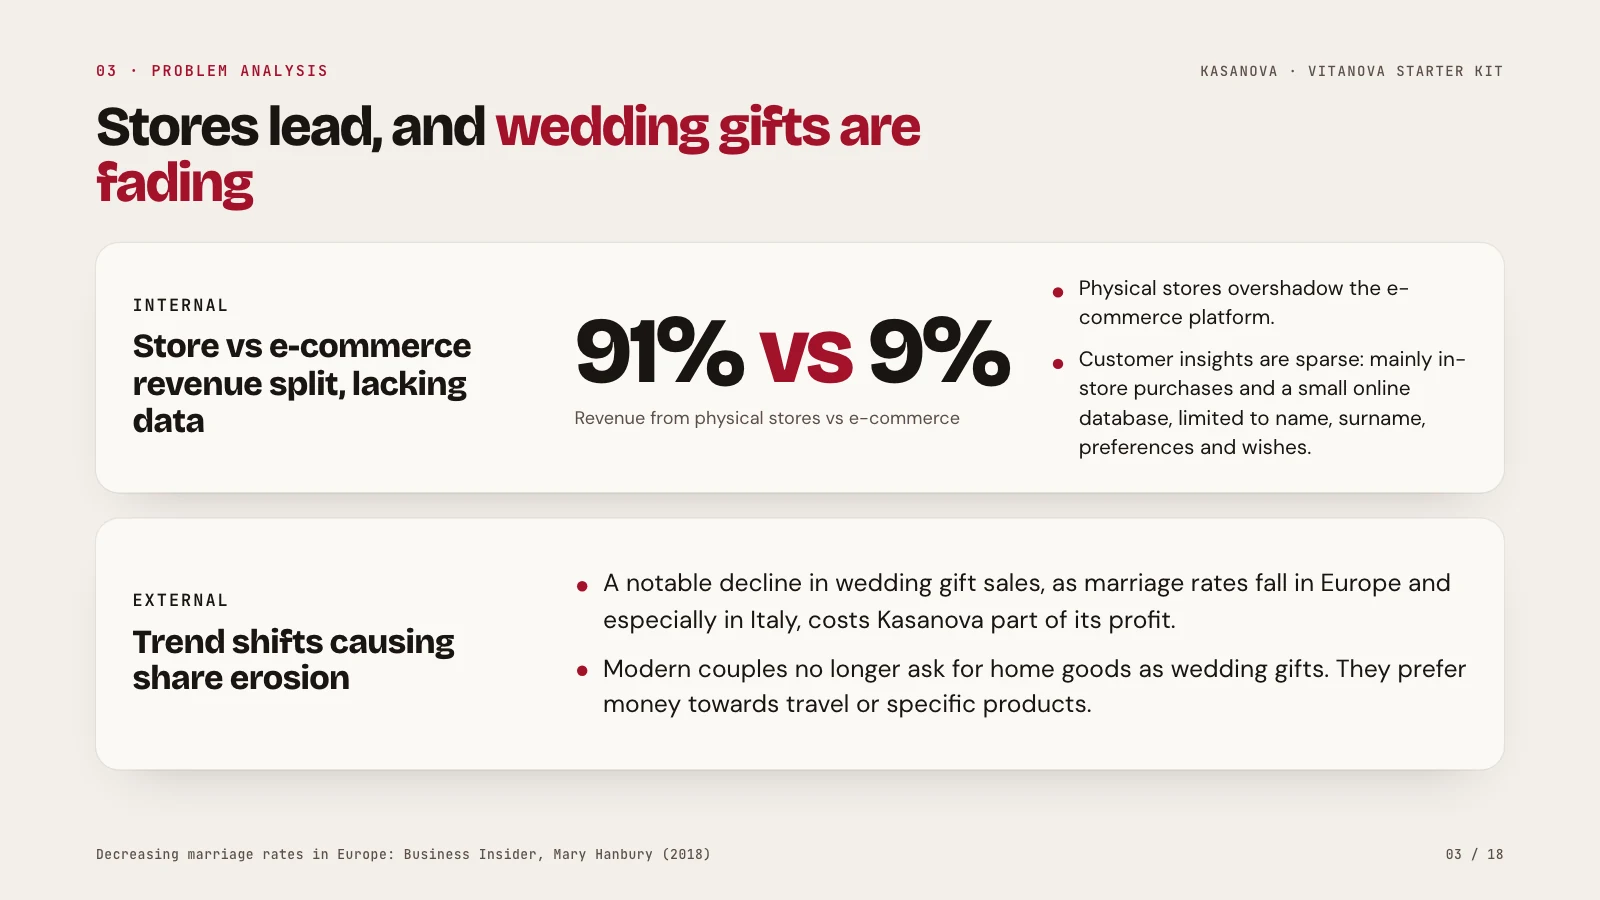 03 · PROBLEM ANALYSIS
KASANOVA · VITANOVA STARTER KIT
Stores lead, and wedding gifts are
fading
INTERNAL
Store vs e-commerce
revenue split, lacking
data
91% vs 9%
Revenue from physical stores vs e-commerce
Physical stores overshadow the e-
commerce platform.
Customer insights are sparse: mainly in-
store purchases and a small online
database, limited to name, surname,
preferences and wishes.
EXTERNAL
Trend shifts causing
share erosion
A notable decline in wedding gift sales, as marriage rates fall in Europe and
especially in Italy, costs Kasanova part of its profit.
Modern couples no longer ask for home goods as wedding gifts. They prefer
money towards travel or specific products.
Decreasing marriage rates in Europe: Business Insider, Mary Hanbury (2018)
03 / 18